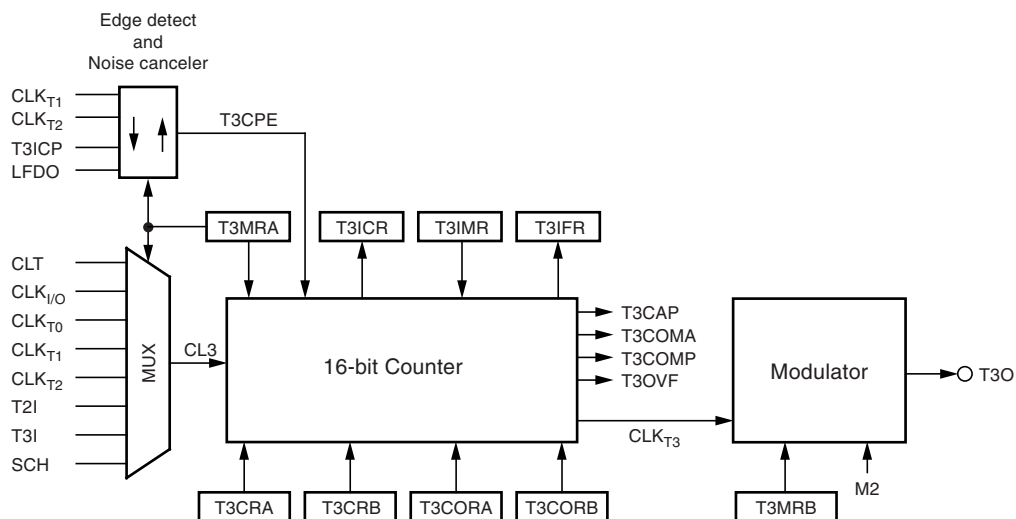 Edge detect
and
Noise canceler
CLKT1
CLKT2
T3ICP
LFDO
T3CPE
T3MRA
T3ICR
T3IMR
T3IFR
CLT
CLKI/O
CLKT0
CLKT1
CLKT2
T2I
T3I
SCH
MUX
CL3
16-bit Counter
T3CAP
T3COMA
T3COMP
T3OVF
CLKT3
Modulator
T3O
M2
T3CRA
T3CRB
T3CORA
T3CORB
T3MRB